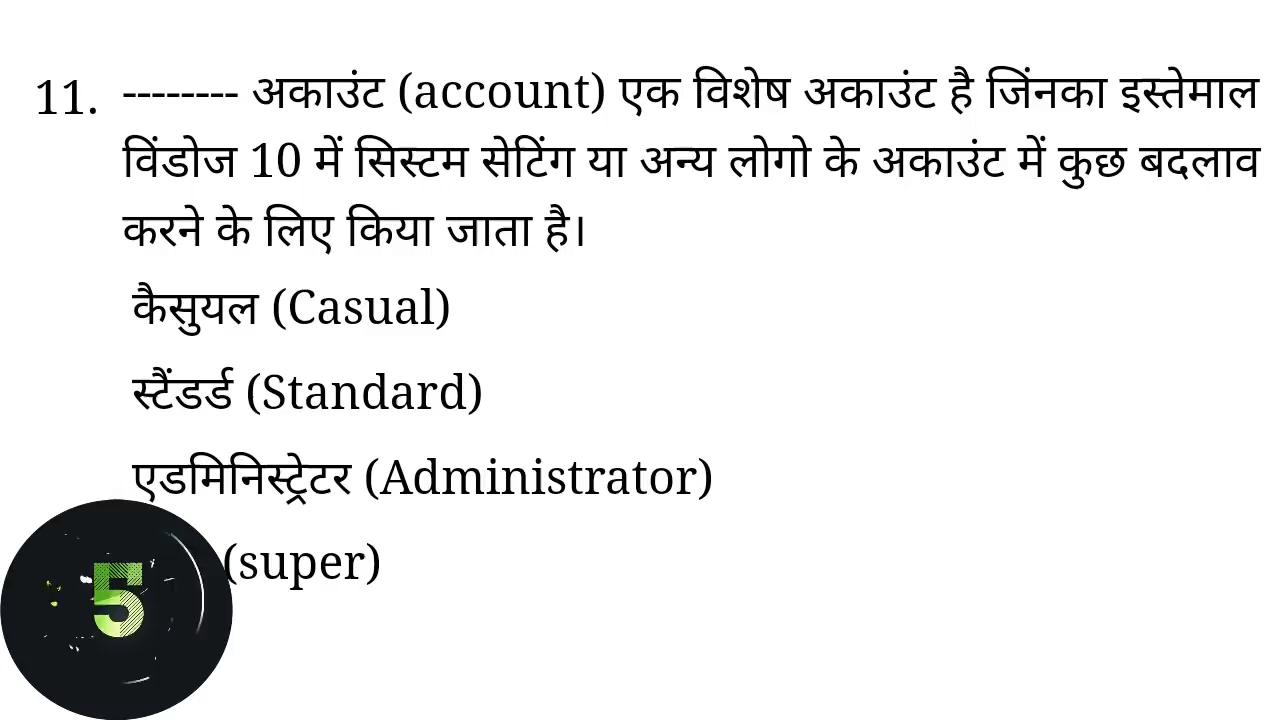 11. -------- अकाउंट (account) एक विशेष अकाउंट है जिंनका इस्तेमाल
विंडोज 10 में सिस्टम सेटिंग या अन्य लोगो के अकाउंट में कुछ बदलाव
करने के लिए किया जाता है।
कैसुयल (Casual)
स्टैंडर्ड (Standard)
एडमिनिस्ट्रेटर (Administrator)
(super)
5